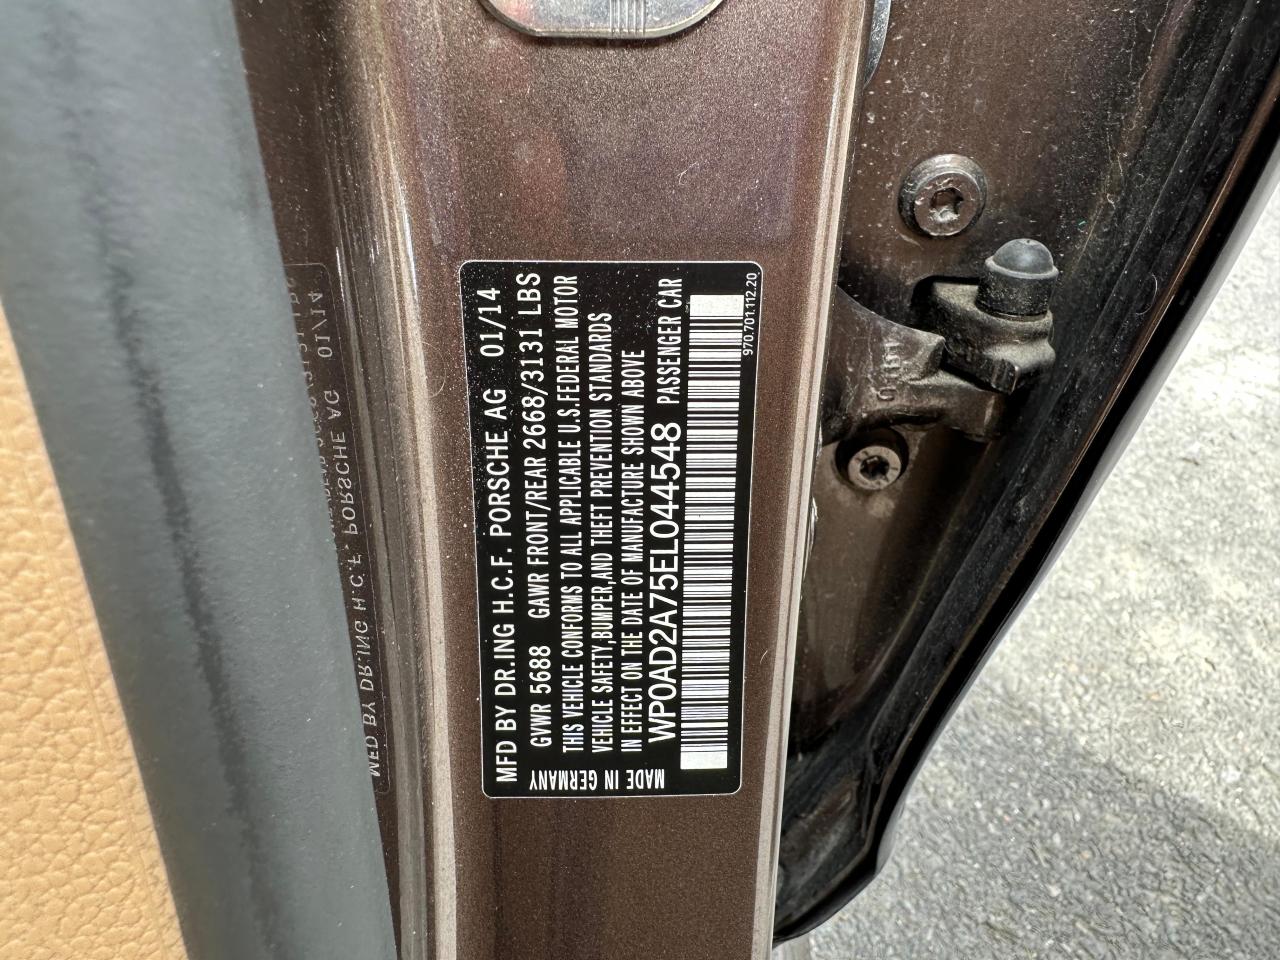 MFD BY DR.ING H.C.F. PORSCHE AG 01/14
GVWR 5688 GAWR FRONT/REAR 2668/3131 LBS
THIS VEHICLE CONFORMS TO ALL APPLICABLE U.S.FEDERAL MOTOR
VEHICLE SAFETY,BUMPER,AND THEFT PREVENTION STANDARDS
IN EFFECT ON THE DATE OF MANUFACTURE SHOWN ABOVE
WP0AD2A75EL044548 PASSENGER CAR
970.701.112.20
MADE IN GERMANY